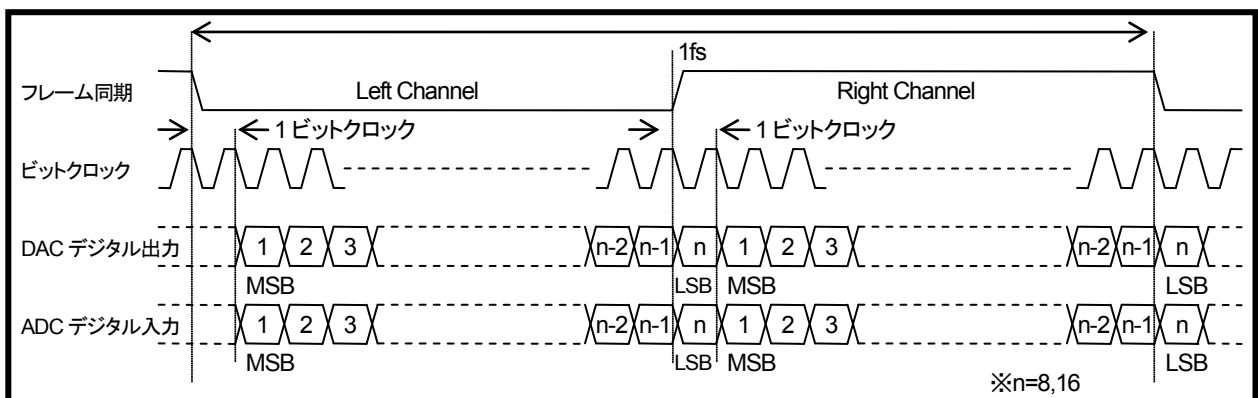 1fs
フレーム同期 Left Channel Right Channel
1 ビットクロック 1 ビットクロック
ビットクロック
DAC デジタル出力 1 2 3 n-2 n-1 n 1 2 3 n-2 n-1 n
MSB LSB MSB LSB
ADC デジタル入力 1 2 3 n-2 n-1 n 1 2 3 n-2 n-1 n
MSB LSB MSB LSB
※n=8,16